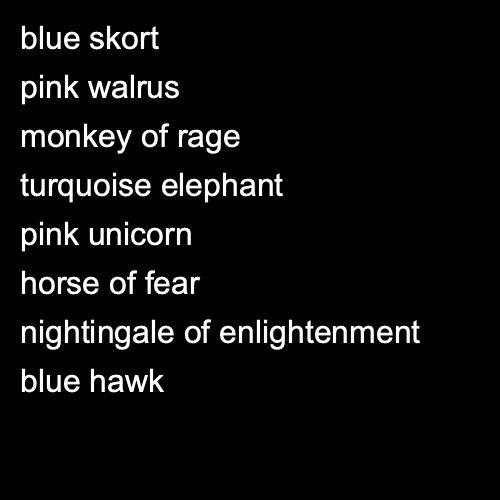 blue skort
pink walrus
monkey of rage
turquoise elephant
pink unicorn
horse of fear
nightingale of enlightenment
blue hawk